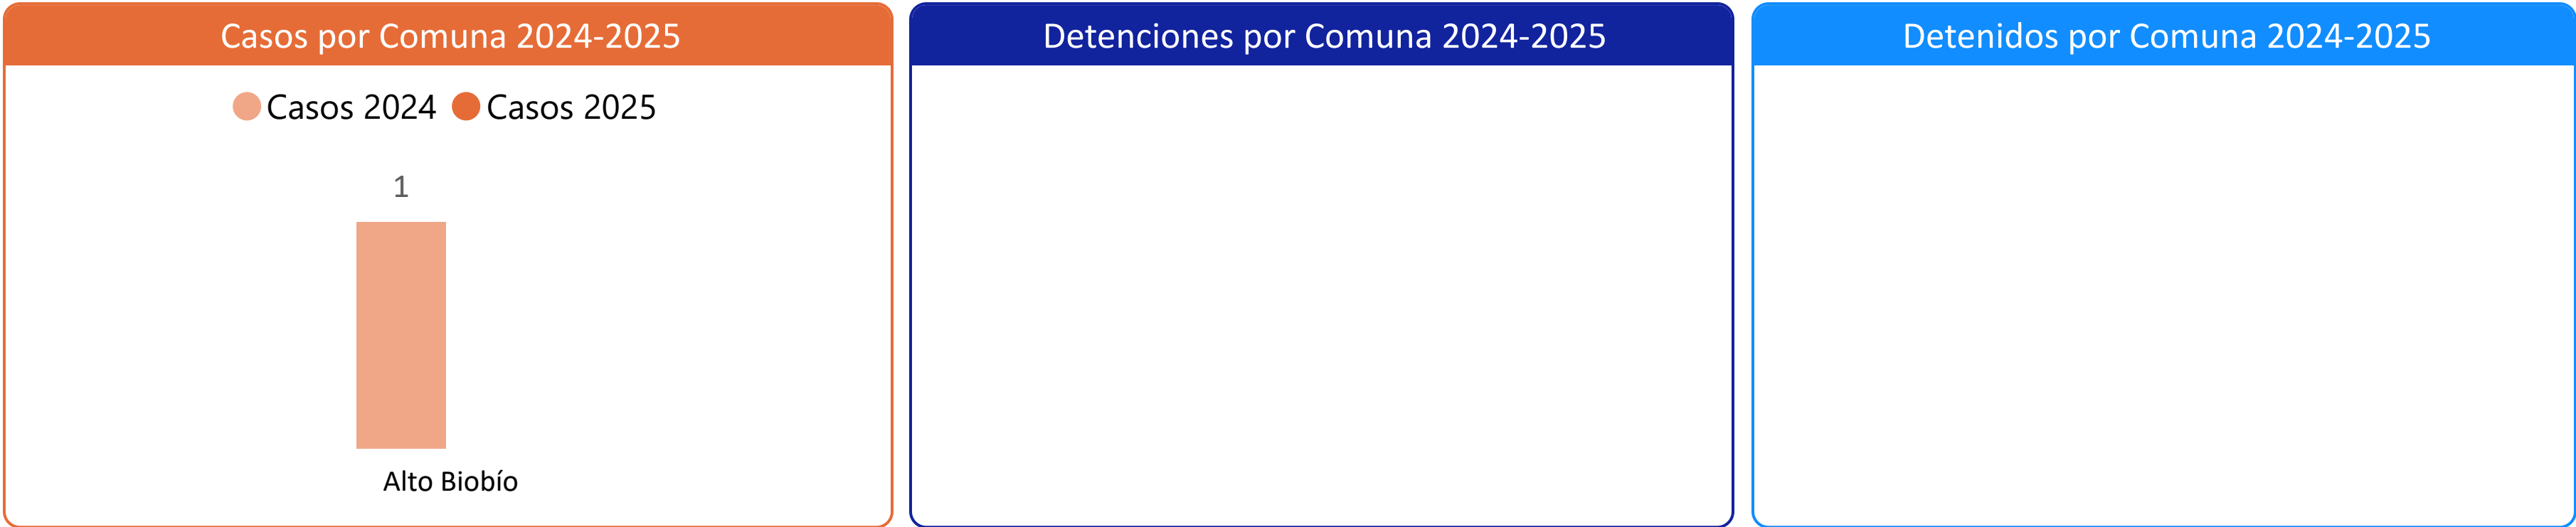 Casos por Comuna 2024-2025
Casos 2024 Casos 2025
1
Alto Biobío
Detenciones por Comuna 2024-2025
Detenidos por Comuna 2024-2025